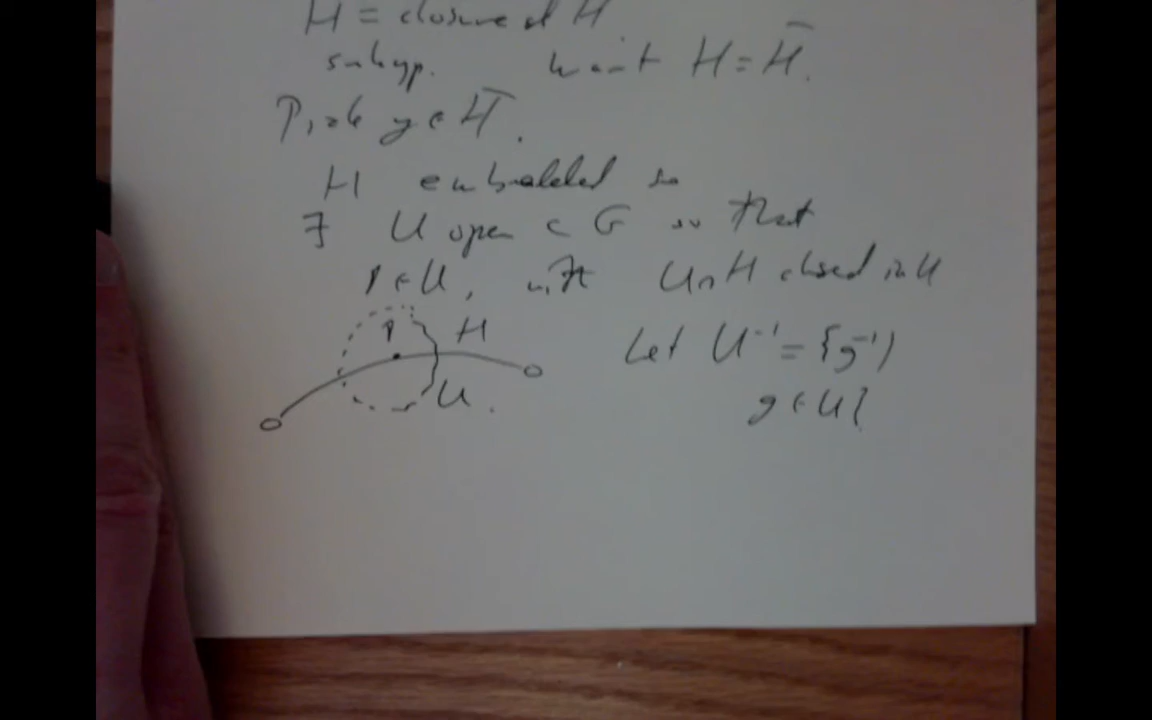 H̄ = closure of H.
subgp. want H = H̄.
Pick y ∈ H̄.
H embedded so
∃ U open ⊂ G so that
1 ∈ U, with U∩H closed in U
1 H
U.
Let U⁻¹ = {g⁻¹)
g ∈ U}